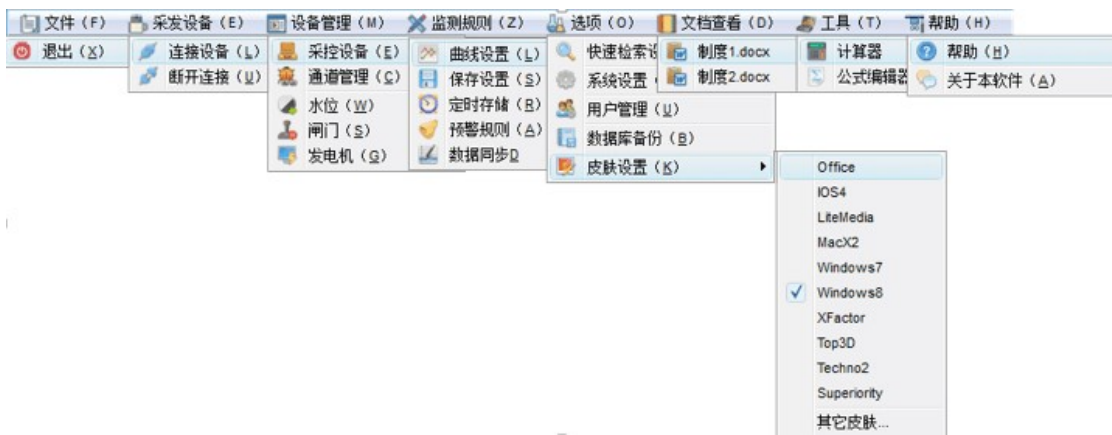 文件(F) 采发设备(E) 设备管理(M) 监测规则(Z) 选项(O) 文档查看(D) 工具(T) 帮助(H)
退出(X) 连接设备(L) 采控设备(E) 曲线设置(L) 快速检索设 制度1.docx 计算器 帮助(H)
断开连接(U) 通道管理(C) 保存设置(S) 系统设置( 制度2.docx 公式编辑器 关于本软件(A)
水位(W) 定时存储(R) 用户管理(U)
闸门(S) 预警规则(A) 数据库备份(B)
发电机(G) 数据同步D 皮肤设置(K)
Office
IOS4
LiteMedia
MacX2
Windows7
Windows8
XFactor
Top3D
Techno2
Superiority
其它皮肤...